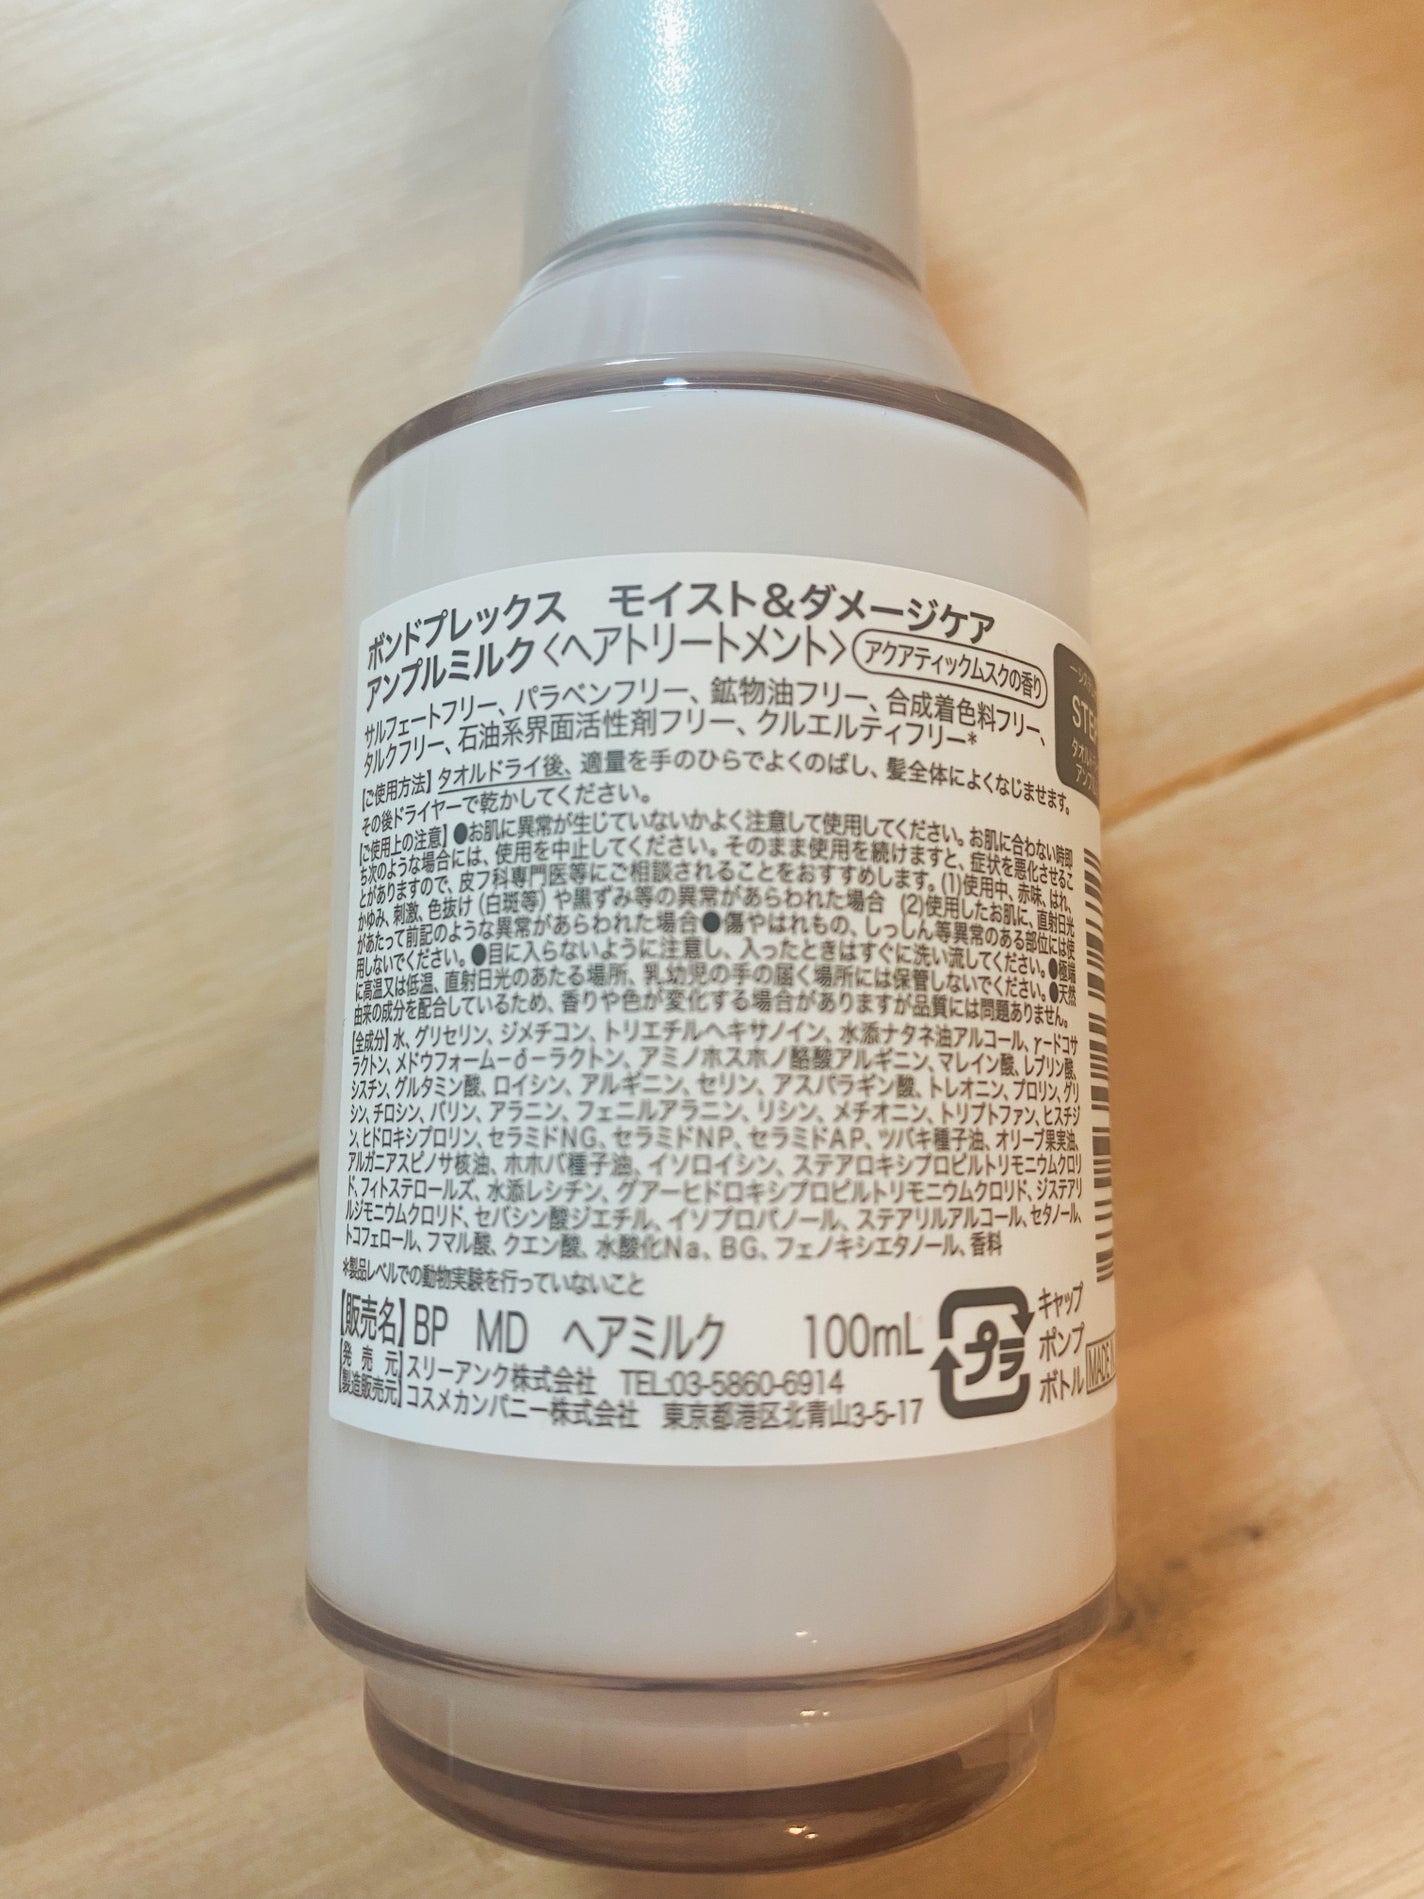 ボンドプレックス　モイスト&ダメージケア
アンプルミルク〈ヘアトリートメント〉 アクアティックムスクの香り
サルフェートフリー、パラベンフリー、鉱物油フリー、合成着色料フリー、
タルクフリー、石油系界面活性剤フリー、クルエルティフリー*
【ご使用方法】タオルドライ後、適量を手のひらでよくのばし、髪全体によくなじませます。
その後ドライヤーで乾かしてください。
【ご使用上の注意】●お肌に異常が生じていないかよく注意して使用してください。お肌に合わない時即
ち次のような場合には、使用を中止してください。そのまま使用を続けますと、症状を悪化させるこ
とがありますので、皮フ科専門医等にご相談されることをおすすめします。(1)使用中、赤味、はれ、
かゆみ、刺激、色抜け（白斑等）や黒ずみ等の異常があらわれた場合 (2)使用したお肌に、直射日光
があたって前記のような異常があらわれた場合●傷やはれもの、しっしん等異常のある部位には使
用しないでください。●目に入らないように注意し、入ったときはすぐに洗い流してください。●極端
に高温又は低温、直射日光のあたる場所、乳幼児の手の届く場所には保管しないでください。●天然
由来の成分を配合しているため、香りや色が変化する場合がありますが品質には問題ありません。
【全成分】水、グリセリン、ジメチコン、トリエチルヘキサノイン、水添ナタネ油アルコール、γードコサ
ラクトン、メドウフォームーδーラクトン、アミノホスホノ酪酸アルギニン、マレイン酸、レブリン酸、
シスチン、グルタミン酸、ロイシン、アルギニン、セリン、アスパラギン酸、トレオニン、プロリン、グリ
シン、チロシン、バリン、アラニン、フェニルアラニン、リシン、メチオニン、トリプトファン、ヒスチジ
ン、ヒドロキシプロリン、セラミドNG、セラミドNP、セラミドAP、ツバキ種子油、オリーブ果実油、
アルガニアスピノサ核油、ホホバ種子油、イソロイシン、ステアロキシプロピルトリモニウムクロリ
ド、フィトステロールズ、水添レシチン、グアーヒドロキシプロピルトリモニウムクロリド、ジステアリ
ルジモニウムクロリド、セバシン酸ジエチル、イソプロパノール、ステアリルアルコール、セタノール、
トコフェロール、フマル酸、クエン酸、水酸化Na、BG、フェノキシエタノール、香料
*製品レベルでの動物実験を行っていないこと
【販売名】BP　MD　ヘアミルク　100mL
【発　売　元】スリーアンク株式会社　TEL:03-5860-6914
【製造販売元】コスメカンパニー株式会社　東京都港区北青山3-5-17
プラ
キャップ
ポンプ
ボトル
MADE